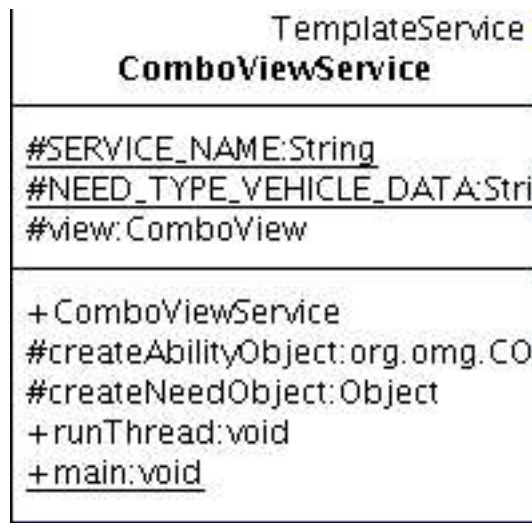 TemplateService
ComboViewService
#SERVICE_NAME:String
#NEED_TYPE_VEHICLE_DATA:Stri
#view:ComboView
+ComboViewService
#createAbilityObject:org.omg.CO
#createNeedObject:Object
+runThread:void
+main:void